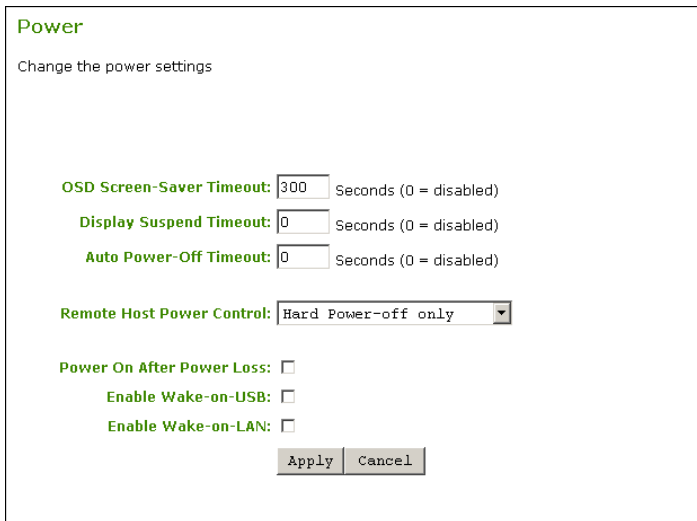 Power
Change the power settings
OSD Screen-Saver Timeout: 300 Seconds (0 = disabled)
Display Suspend Timeout: 0 Seconds (0 = disabled)
Auto Power-Off Timeout: 0 Seconds (0 = disabled)
Remote Host Power Control: Hard Power-off only
Power On After Power Loss:
Enable Wake-on-USB:
Enable Wake-on-LAN:
Apply Cancel